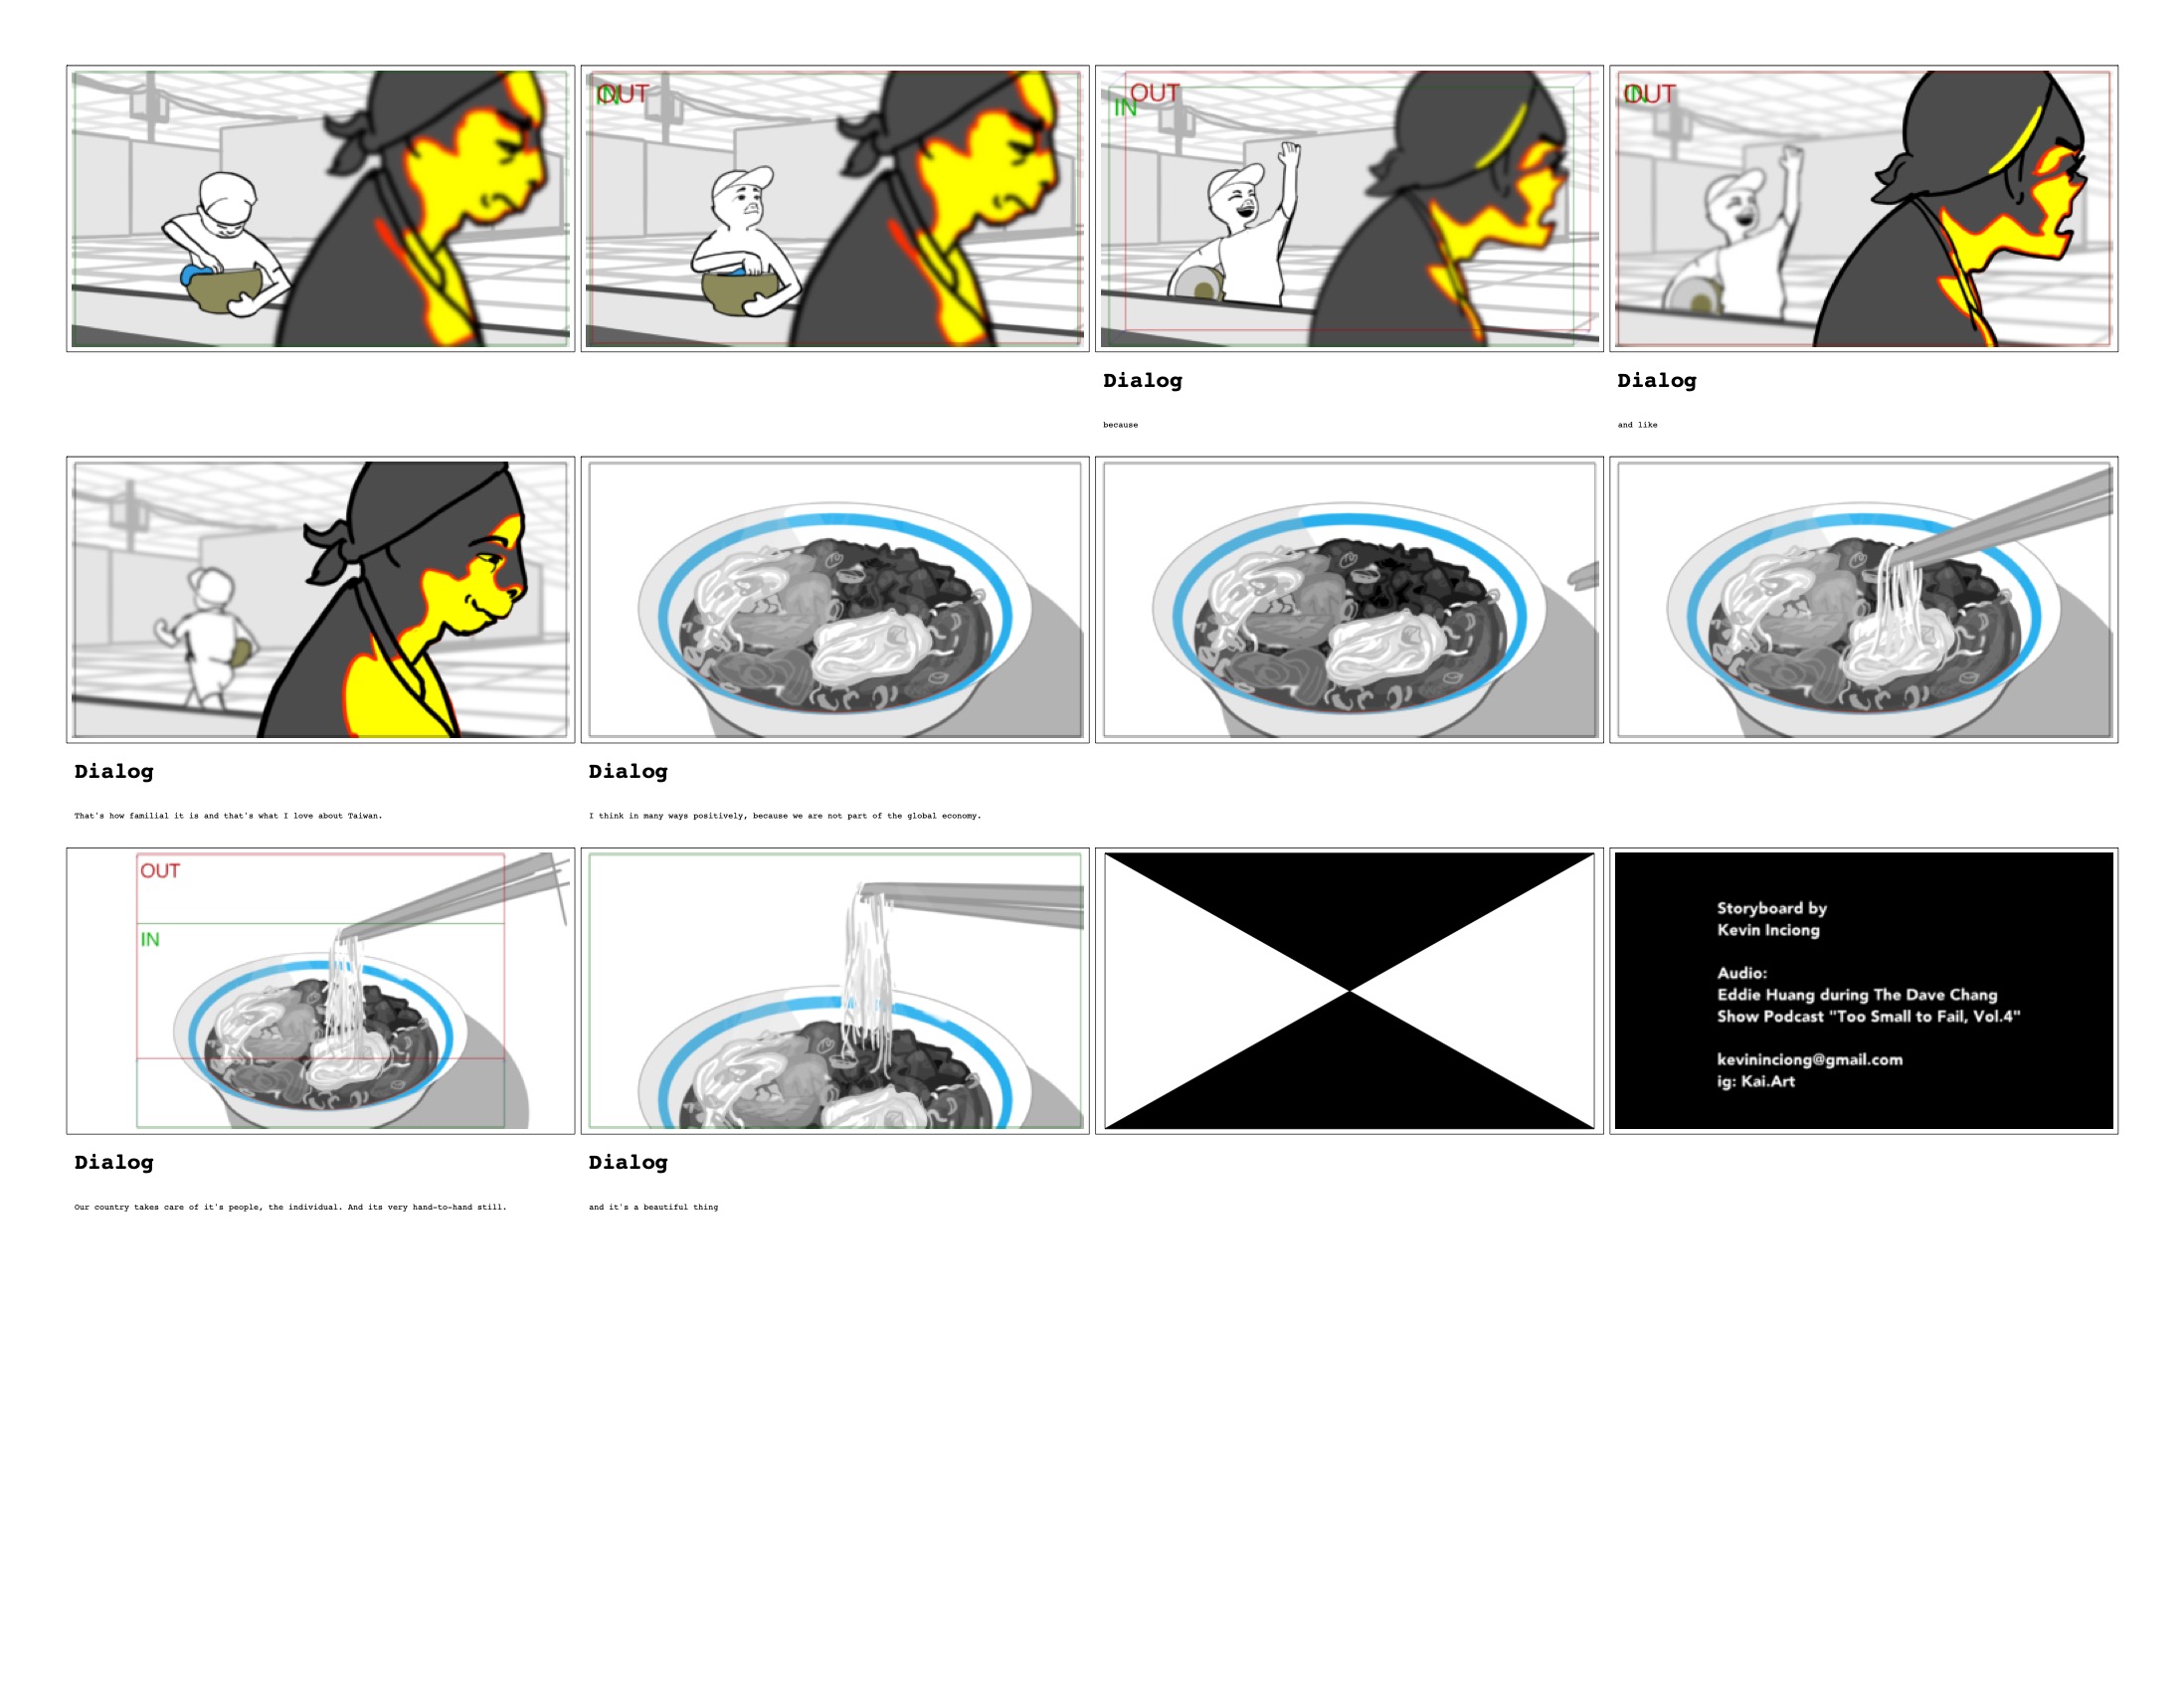 IN
OUT
OUT
IN
IN
OUT
Dialog
Dialog
because
and like
Dialog
Dialog
That's how familial it is and that's what I love about Taiwan.
I think in many ways positively, because we are not part of the global economy.
OUT
IN
Storyboard by
Kevin Inciong
Audio:
Eddie Huang during The Dave Chang
Show Podcast "Too Small to Fail, Vol.4"
kevininciong@gmail.com
ig: Kai.Art
Dialog
Dialog
Our country takes care of it's people, the individual. And its very hand-to-hand still.
and it's a beautiful thing